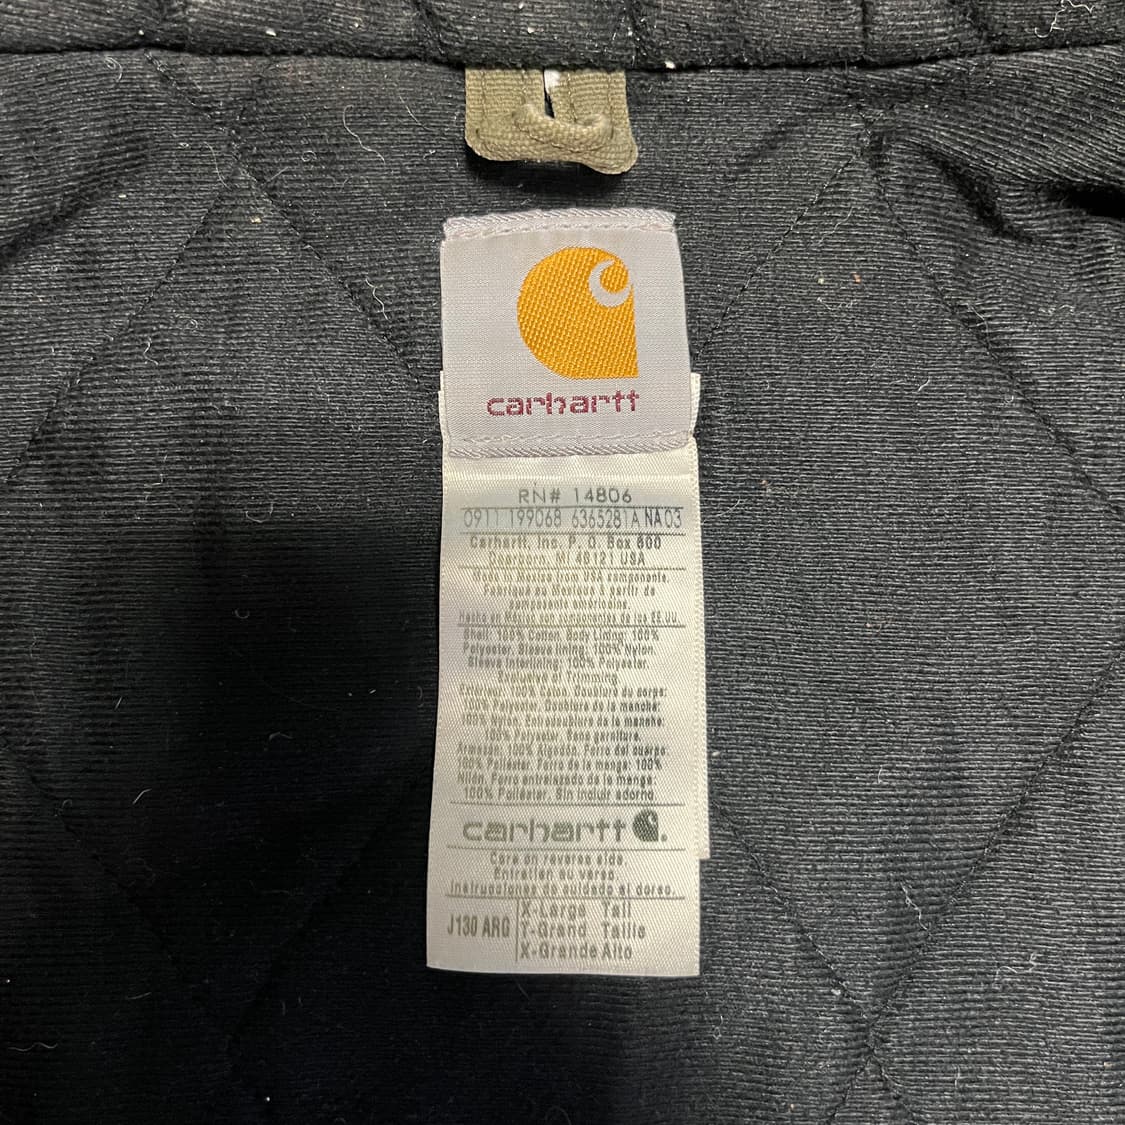 carhartt
RN# 14806
0911 199068 6365281A NA03
Carhartt, Inc. P. O. Box 600
Dearborn, MI 48121 USA
Made in Mexico from USA components.
Fabriqué au Mexique à partir de
composants américains.
Hecho en México con componentes de los EE.UU.
Shell: 100% Cotton, Body Lining: 100%
Polyester, Sleeve lining: 100% Nylon,
Sleeve Interlining: 100% Polyester,
Exclusive of Trimming
Extérieur: 100% Coton, Doublure du corps:
100% Polyester, Doublure de la manche:
100% Nylon, Entredoublure de la manche:
100% Polyester, Sans garniture.
Armazón: 100% Algodón, Forro del cuerpo:
100% Poliéster, Forro de la manga: 100%
Nilón, Forro entrelazado de la manga:
100% Poliéster, Sin incluir adorno
carhartt
Care on reverse side.
Entretien au verso.
Instrucciones de cuidado al dorso.
J130 ARG
X-Large Tall
T-Grand Taille
X-Grande Alto